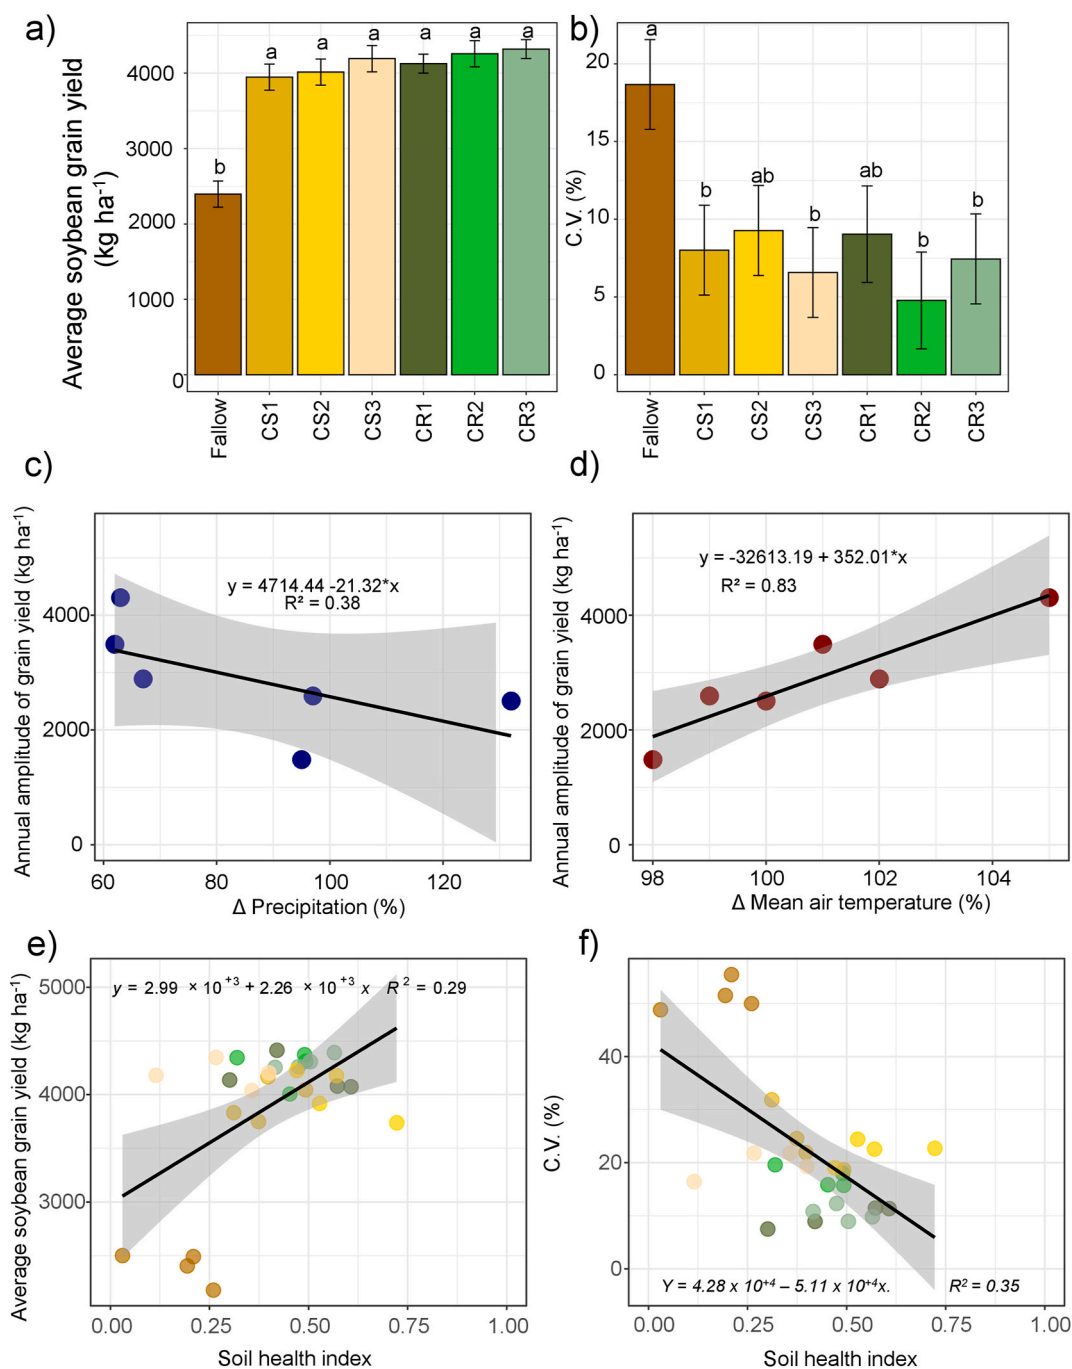 a)
Average soybean grain yield
(kg ha⁻¹)
4000
3000
2000
1000
0
b
a
a
a
a
a
a
Fallow
CS1
CS2
CS3
CR1
CR2
CR3
b)
C.V. (%)
20
15
10
5
0
a
b
ab
b
ab
b
b
Fallow
CS1
CS2
CS3
CR1
CR2
CR3
c)
Annual amplitude of grain yield (kg ha⁻¹)
4000
2000
0
y = 4714.44 -21.32*x
R² = 0.38
60
80
100
120
Δ Precipitation (%)
d)
Annual amplitude of grain yield (kg ha⁻¹)
4000
2000
0
y = -32613.19 + 352.01*x
R² = 0.83
98
100
102
104
Δ Mean air temperature (%)
e)
Average soybean grain yield (kg ha⁻¹)
5000
4000
3000
y = 2.99 × 10 ⁺³ + 2.26 × 10 ⁺³ x R ² = 0.29
0.00
0.25
0.50
0.75
1.00
Soil health index
f)
C.V. (%)
40
20
0
Y = 4.28 x 10⁺⁴ – 5.11 x 10⁺⁴x. R² = 0.35
0.00
0.25
0.50
0.75
1.00
Soil health index